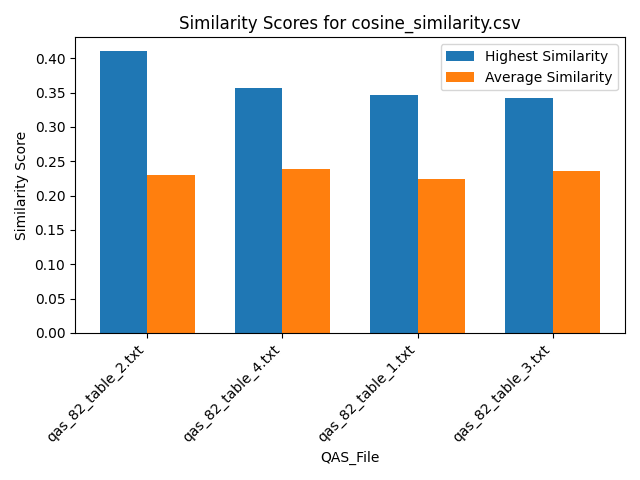 Similarity Scores for cosine_similarity.csv
Highest Similarity
Average Similarity
Similarity Score
0.40
0.35
0.30
0.25
0.20
0.15
0.10
0.05
0.00
qas_82_table_2.txt
qas_82_table_4.txt
qas_82_table_1.txt
qas_82_table_3.txt
QAS_File